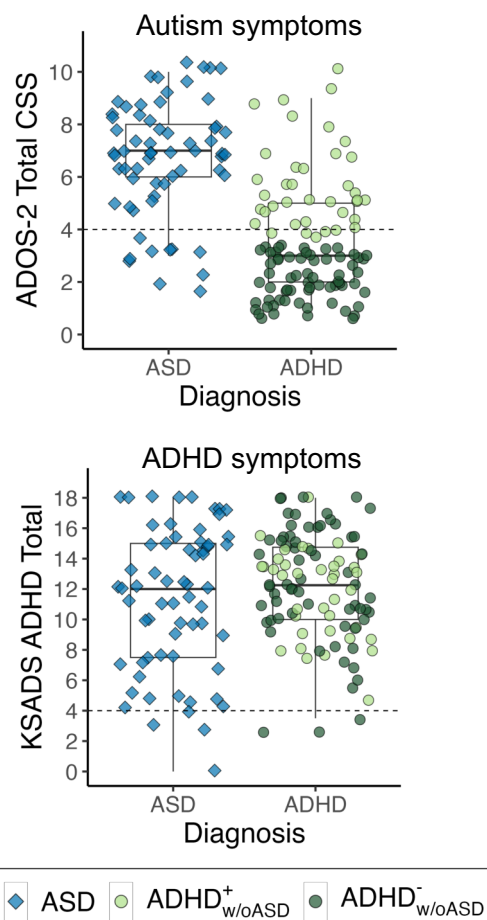 Autism symptoms
ADOS-2 Total CSS
10
8
6
4
2
0
ASD ADHD
Diagnosis
ADHD symptoms
KSADS ADHD Total
18
16
14
12
10
8
6
4
2
0
ASD ADHD
Diagnosis
ASD ADHD⁺w/oASD ADHD⁻w/oASD